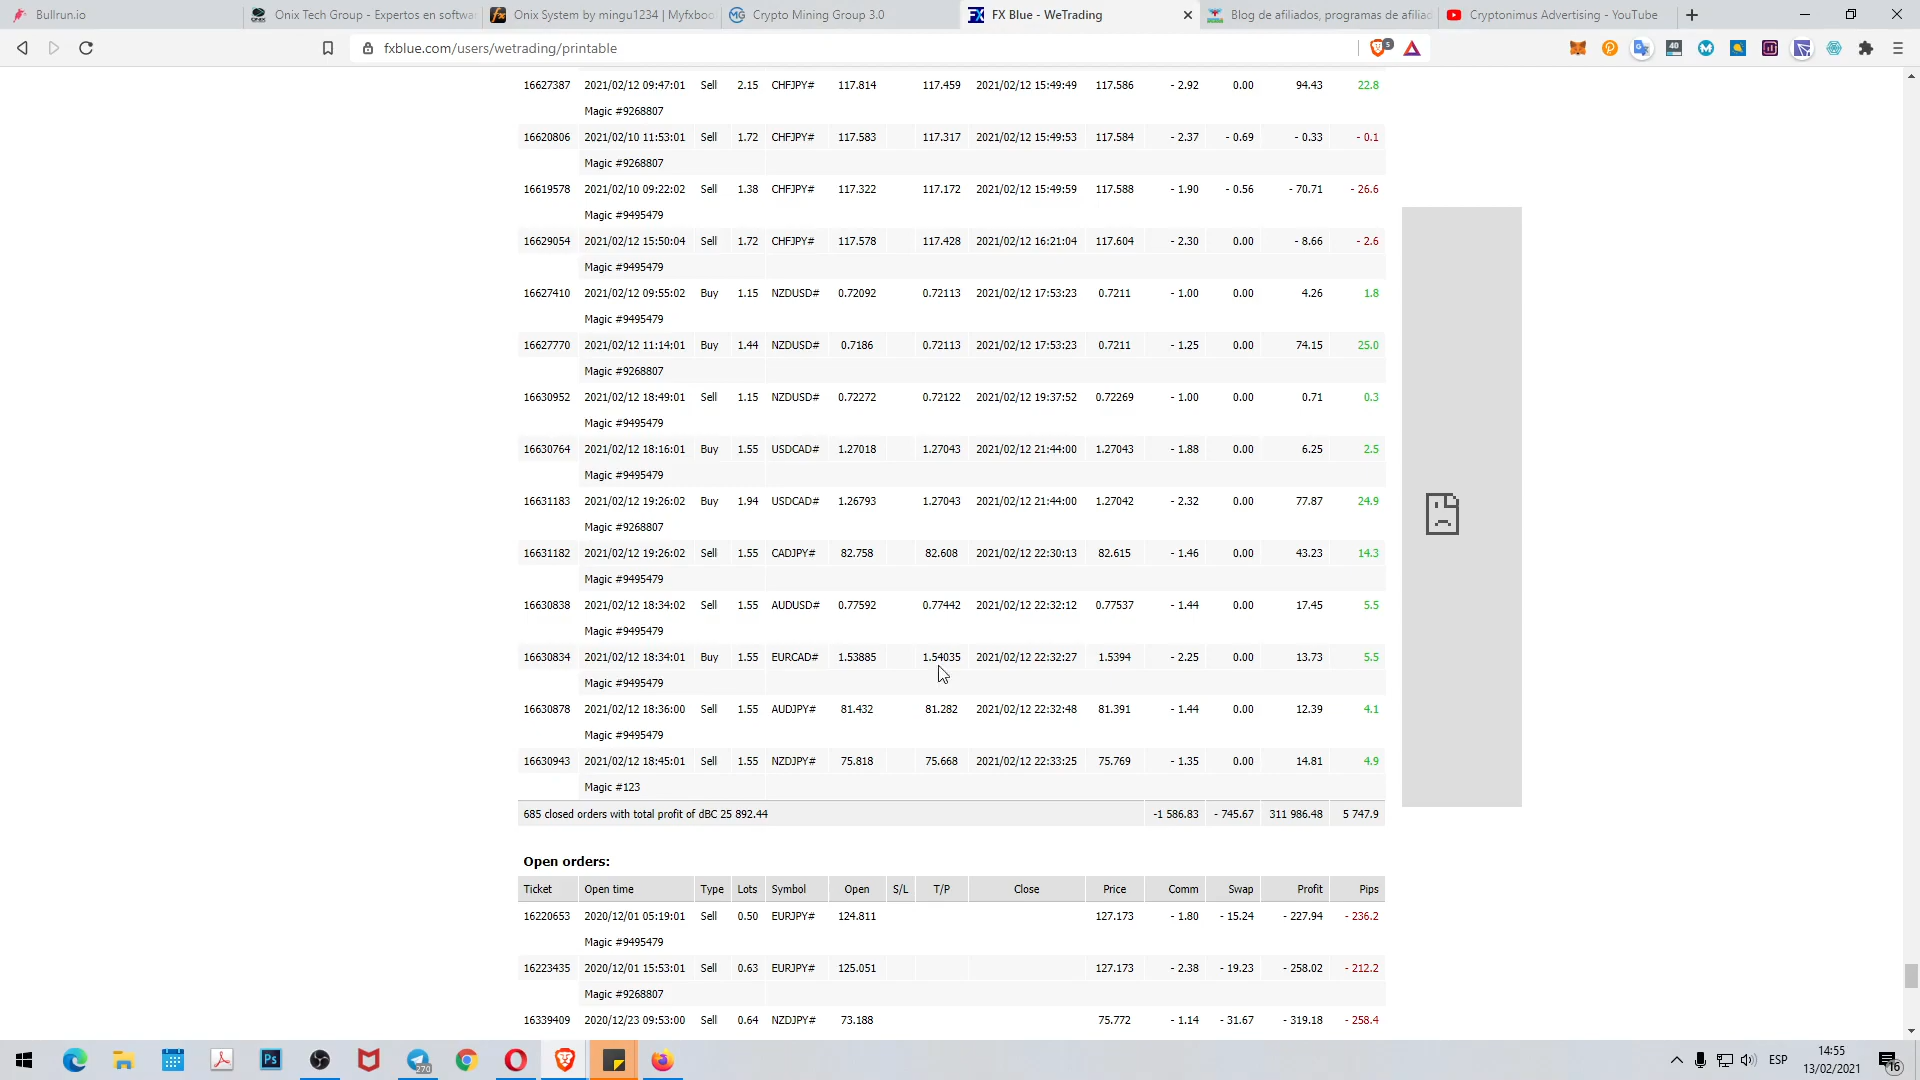 Bullrun.io
Onix Tech Group - Expertos en softwa
Onix System by mingu1234 | Myfxboo
Crypto Mining Group 3.0
FX Blue - WeTrading
Blog de afiliados, programas de afiliad
Cryptonimus Advertising - YouTube
fxblue.com/users/wetrading/printable
5
40
16627387 2021/02/12 09:47:01 Sell 2.15 CHFJPY# 117.814 117.459 2021/02/12 15:49:49 117.586 - 2.92 0.00 94.43 22.8
Magic #9268807
16620806 2021/02/10 11:53:01 Sell 1.72 CHFJPY# 117.583 117.317 2021/02/12 15:49:53 117.584 - 2.37 - 0.69 - 0.33 - 0.1
Magic #9268807
16619578 2021/02/10 09:22:02 Sell 1.38 CHFJPY# 117.322 117.172 2021/02/12 15:49:59 117.588 - 1.90 - 0.56 - 70.71 - 26.6
Magic #9495479
16629054 2021/02/12 15:50:04 Sell 1.72 CHFJPY# 117.578 117.428 2021/02/12 16:21:04 117.604 - 2.30 0.00 - 8.66 - 2.6
Magic #9495479
16627410 2021/02/12 09:55:02 Buy 1.15 NZDUSD# 0.72092 0.72113 2021/02/12 17:53:23 0.7211 - 1.00 0.00 4.26 1.8
Magic #9495479
16627770 2021/02/12 11:14:01 Buy 1.44 NZDUSD# 0.7186 0.72113 2021/02/12 17:53:23 0.7211 - 1.25 0.00 74.15 25.0
Magic #9268807
16630952 2021/02/12 18:49:01 Sell 1.15 NZDUSD# 0.72272 0.72122 2021/02/12 19:37:52 0.72269 - 1.00 0.00 0.71 0.3
Magic #9495479
16630764 2021/02/12 18:16:01 Buy 1.55 USDCAD# 1.27018 1.27043 2021/02/12 21:44:00 1.27043 - 1.88 0.00 6.25 2.5
Magic #9495479
16631183 2021/02/12 19:26:02 Buy 1.94 USDCAD# 1.26793 1.27043 2021/02/12 21:44:00 1.27042 - 2.32 0.00 77.87 24.9
Magic #9268807
16631182 2021/02/12 19:26:02 Sell 1.55 CADJPY# 82.758 82.608 2021/02/12 22:30:13 82.615 - 1.46 0.00 43.23 14.3
Magic #9495479
16630838 2021/02/12 18:34:02 Sell 1.55 AUDUSD# 0.77592 0.77442 2021/02/12 22:32:12 0.77537 - 1.44 0.00 17.45 5.5
Magic #9495479
16630834 2021/02/12 18:34:01 Buy 1.55 EURCAD# 1.53885 1.54035 2021/02/12 22:32:27 1.5394 - 2.25 0.00 13.73 5.5
Magic #9495479
16630878 2021/02/12 18:36:00 Sell 1.55 AUDJPY# 81.432 81.282 2021/02/12 22:32:48 81.391 - 1.44 0.00 12.39 4.1
Magic #9495479
16630943 2021/02/12 18:45:01 Sell 1.55 NZDJPY# 75.818 75.668 2021/02/12 22:33:25 75.769 - 1.35 0.00 14.81 4.9
Magic #123
685 closed orders with total profit of dBC 25 892.44 -1 586.83 - 745.67 311 986.48 5 747.9
Open orders:
Ticket Open time Type Lots Symbol Open S/L T/P Close Price Comm Swap Profit Pips
16220653 2020/12/01 05:19:01 Sell 0.50 EURJPY# 124.811 127.173 - 1.80 - 15.24 - 227.94 - 236.2
Magic #9495479
16223435 2020/12/01 15:53:01 Sell 0.63 EURJPY# 125.051 127.173 - 2.38 - 19.23 - 258.02 - 212.2
Magic #9268807
16339409 2020/12/23 09:53:00 Sell 0.64 NZDJPY# 73.188 75.772 - 1.14 - 31.67 - 319.18 - 258.4
Ps
270
ESP
14:55
13/02/2021
16